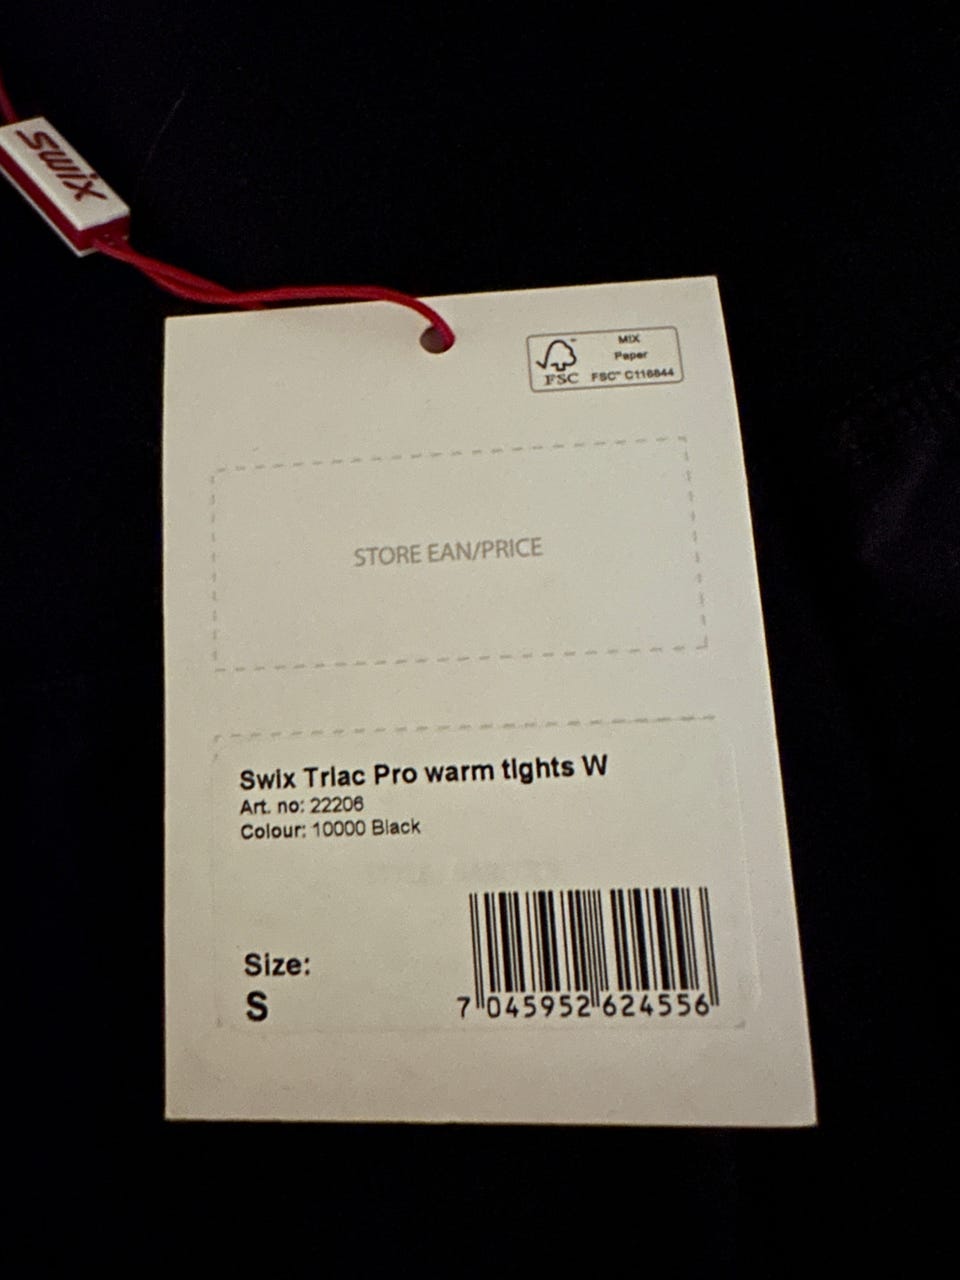 swix
MIX
Paper
FSC FSC™ C116844
STORE EAN/PRICE
Swix Triac Pro warm tights W
Art. no: 22206
Colour: 10000 Black
Size:
S
7 045952 624556